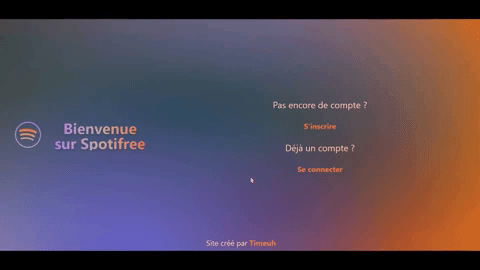 Bienvenue
sur Spotifree
Pas encore de compte ?
S'inscrire
Déjà un compte ?
Se connecter
Site créé par Timeuh